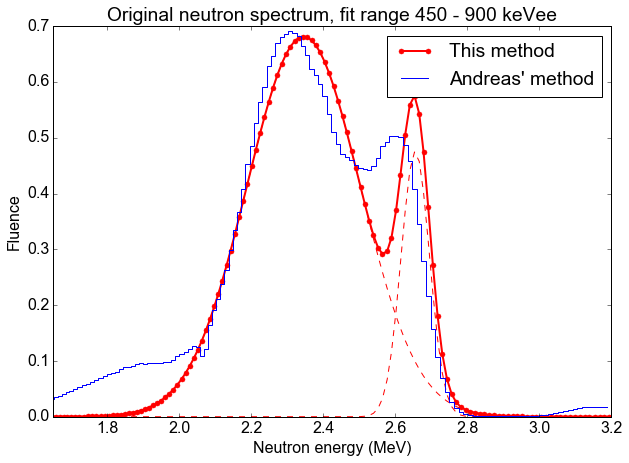 Original neutron spectrum, fit range 450 - 900 keVee
This method
Andreas' method
Fluence
0.7
0.6
0.5
0.4
0.3
0.2
0.1
0.0
1.8 2.0 2.2 2.4 2.6 2.8 3.0 3.2
Neutron energy (MeV)